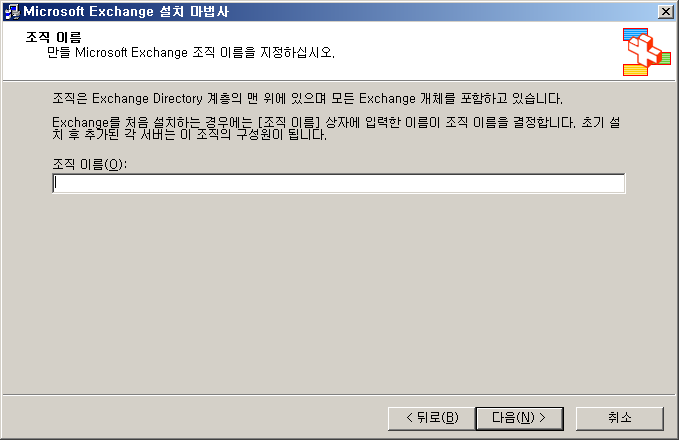 Microsoft Exchange 설치 마법사
조직 이름
만들 Microsoft Exchange 조직 이름을 지정하십시오.
조직은 Exchange Directory 계층의 맨 위에 있으며 모든 Exchange 개체를 포함하고 있습니다.
Exchange를 처음 설치하는 경우에는 [조직 이름] 상자에 입력한 이름이 조직 이름을 결정합니다. 초기 설
치 후 추가된 각 서버는 이 조직의 구성원이 됩니다.
조직 이름(O):
< 뒤로(B) 다음(N) > 취소